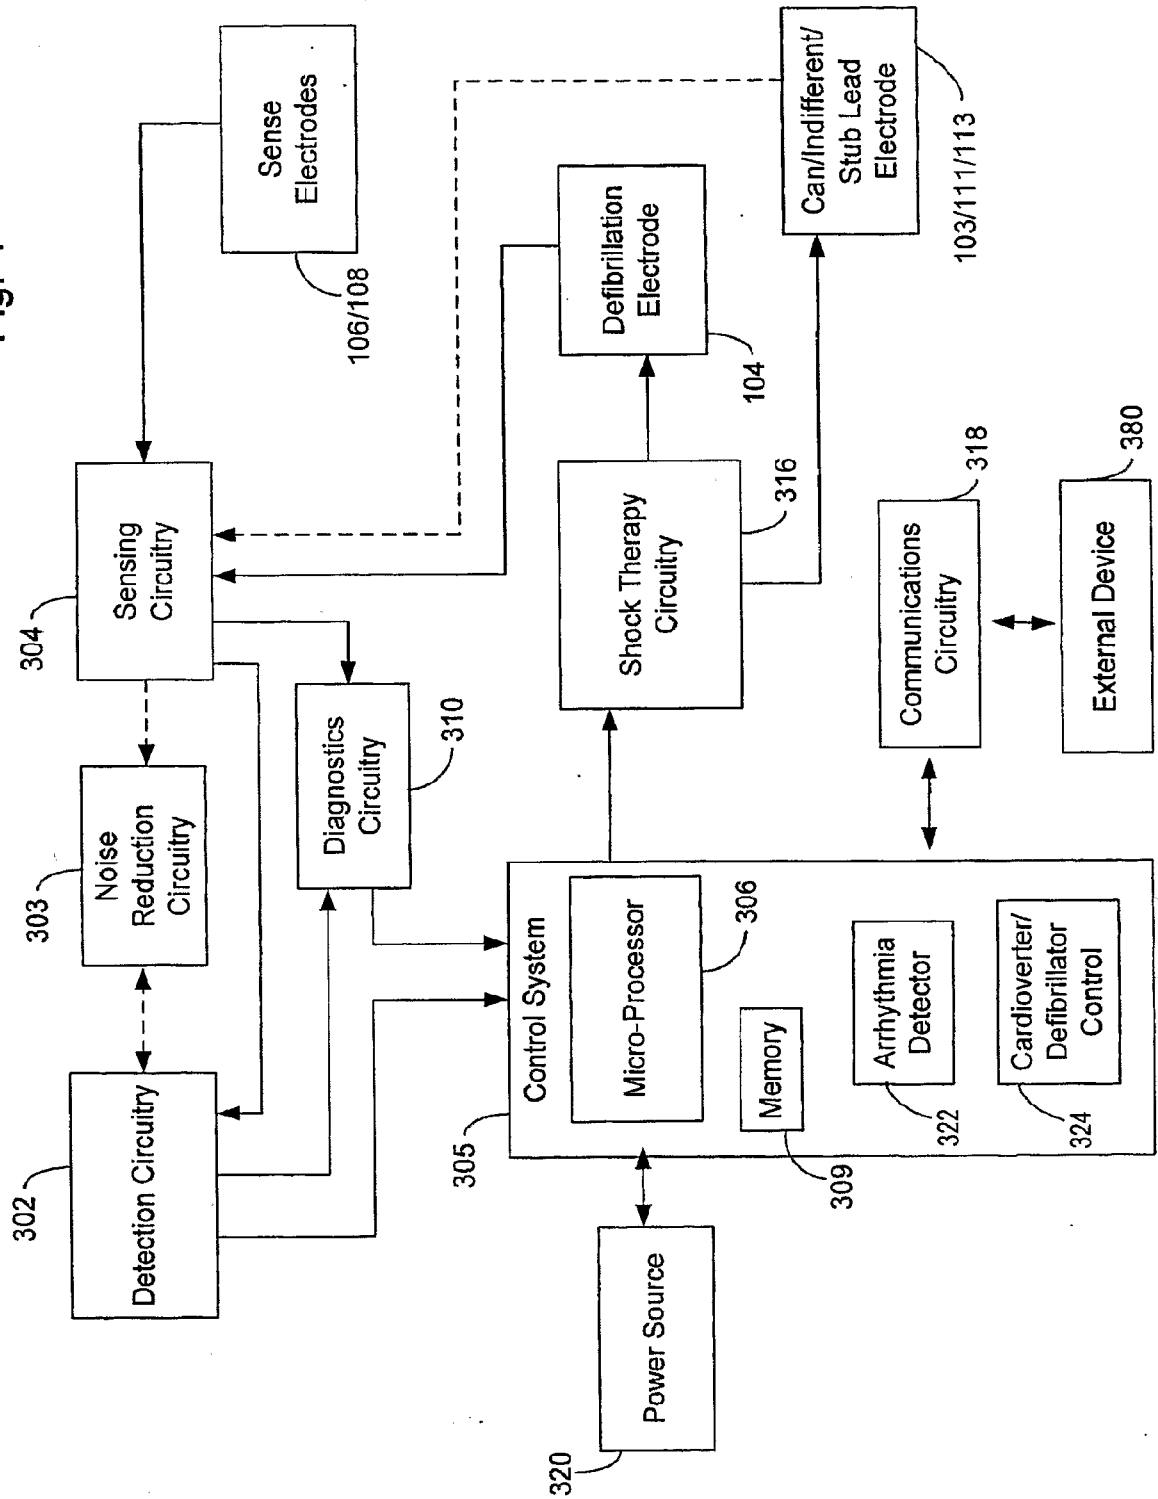 Fig.
302
Detection Circuitry
303
Noise
Reduction
Circuitry
304
Sensing
Circuitry
Sense
Electrodes
106/108
Diagnostics
Circuitry
310
305
Control System
Micro-Processor
306
Memory
309
Arrhythmia
Detector
322
Cardioverter/
Defibrillator
Control
324
320
Power Source
Shock Therapy
Circuitry
316
Defibrillation
Electrode
104
Can/Indifferent/
Stub Lead
Electrode
103/111/113
Communications
Circuitry
318
External Device
380